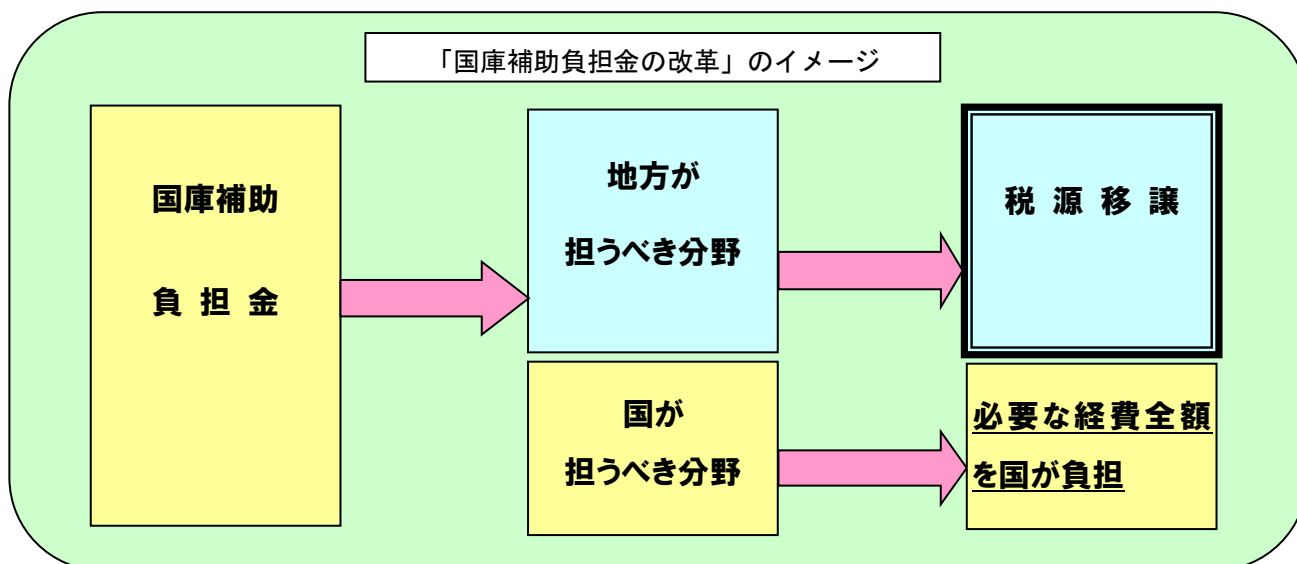 「国庫補助負担金の改革」のイメージ
国庫補助
負担金
地方が
担うべき分野
税源移譲
国が
担うべき分野
必要な経費全額
を国が負担